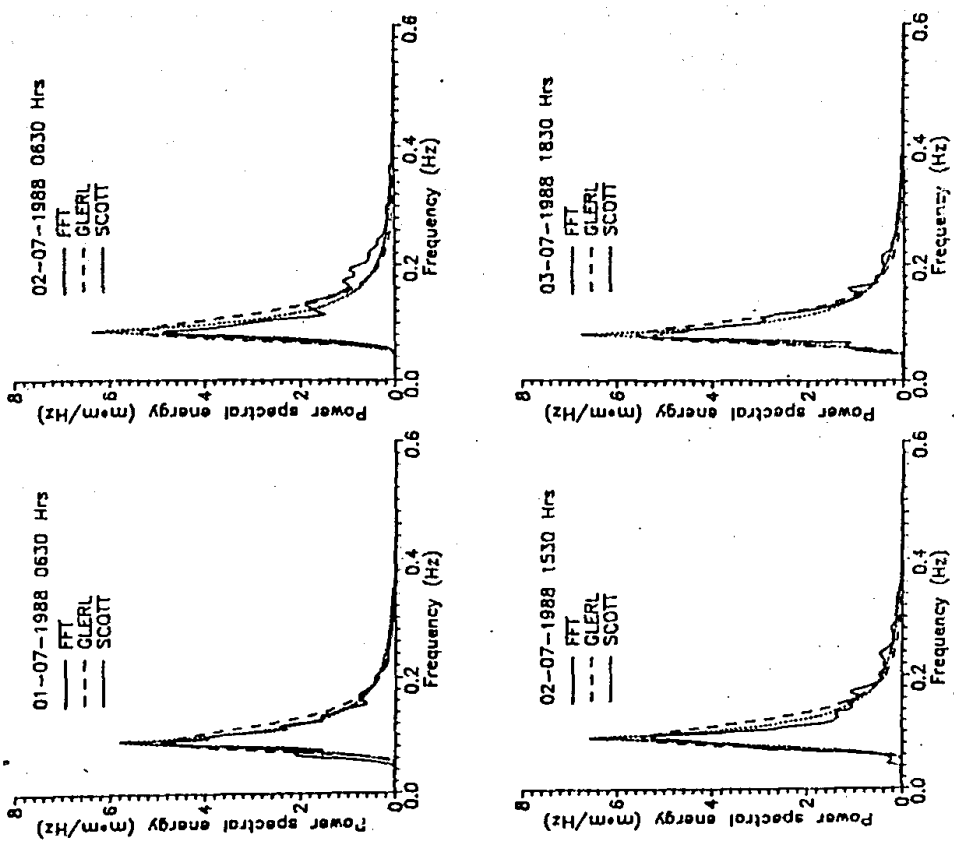 01-07-1988 0630 Hrs
FFT
GLERL
SCOTT
Power spectral energy (m*m/Hz)
8
6
4
2
0
0.0 0.2 0.4 0.6
Frequency (Hz)
02-07-1988 0630 Hrs
FFT
GLERL
SCOTT
Power spectral energy (m*m/Hz)
8
6
4
2
0
0.0 0.2 0.4 0.6
Frequency (Hz)
02-07-1988 1530 Hrs
FFT
GLERL
SCOTT
Power spectral energy (m*m/Hz)
8
6
4
2
0
0.0 0.2 0.4 0.6
Frequency (Hz)
03-07-1988 1830 Hrs
FFT
GLERL
SCOTT
Power spectral energy (m*m/Hz)
8
6
4
2
0
0.0 0.2 0.4 0.6
Frequency (Hz)